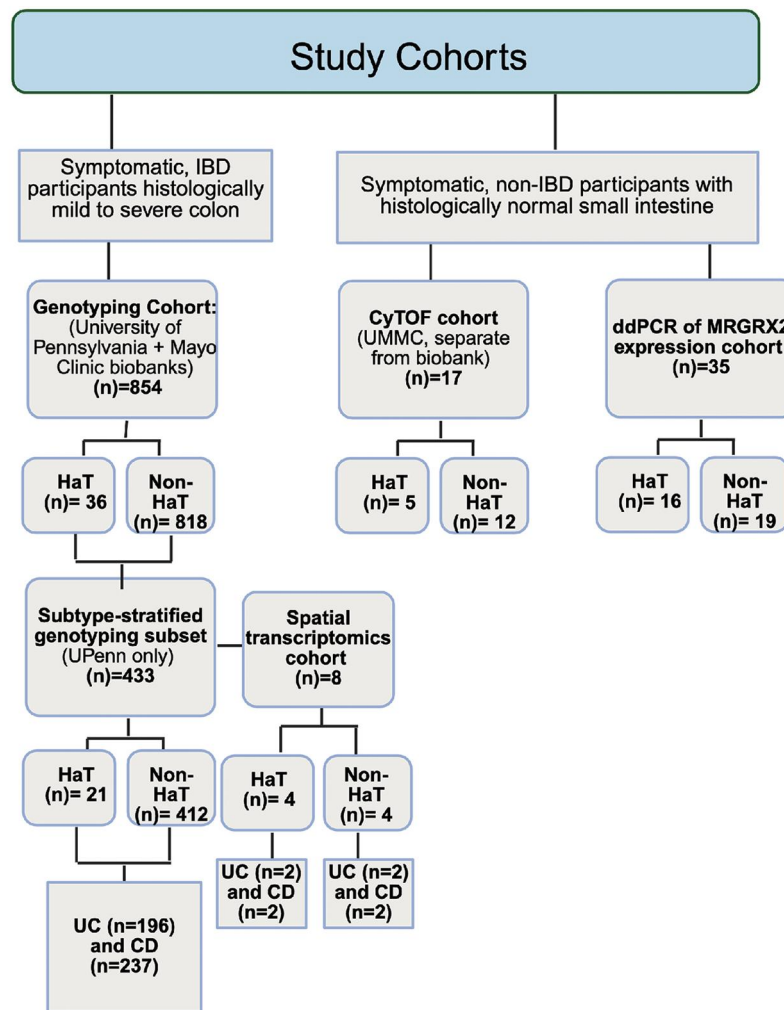 Study Cohorts
Symptomatic, IBD
participants histologically
mild to severe colon
Symptomatic, non-IBD participants with
histologically normal small intestine
Genotyping Cohort:
(University of
Pennsylvania + Mayo
Clinic biobanks)
(n)=854
CyTOF cohort
(UMMC, separate
from biobank)
(n)=17
ddPCR of MRGRX2
expression cohort
(n)=35
HaT
(n)= 36
Non-
HaT
(n)= 818
HaT
(n)= 5
Non-
HaT
(n)= 12
HaT
(n)= 16
Non-
HaT
(n)= 19
Subtype-stratified
genotyping subset
(UPenn only)
(n)=433
Spatial
transcriptomics
cohort
(n)=8
HaT
(n)= 21
Non-
HaT
(n)= 412
HaT
(n)= 4
Non-
HaT
(n)= 4
UC (n=196)
and CD
(n=237)
UC (n=2)
and CD
(n=2)
UC (n=2)
and CD
(n=2)